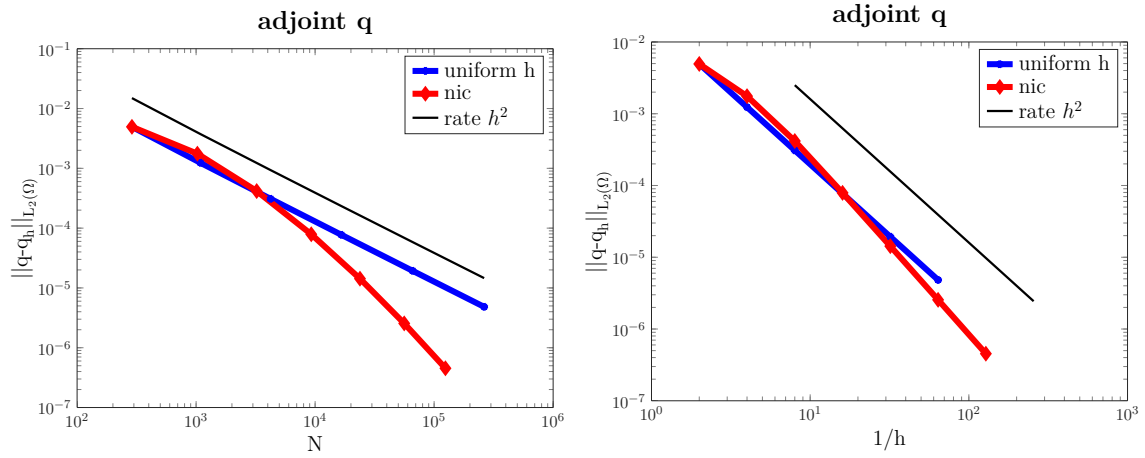 adjoint q
10^{-1}
10^{-2}
10^{-3}
10^{-4}
10^{-5}
10^{-6}
10^{-7}
||q-q_h||_{L_2(Ω)}
uniform h
nic
rate h^2
10^2
10^3
10^4
10^5
10^6
N
adjoint q
10^{-2}
10^{-3}
10^{-4}
10^{-5}
10^{-6}
10^{-7}
||q-q_h||_{L_2(Ω)}
uniform h
nic
rate h^2
10^0
10^1
10^2
10^3
1/h